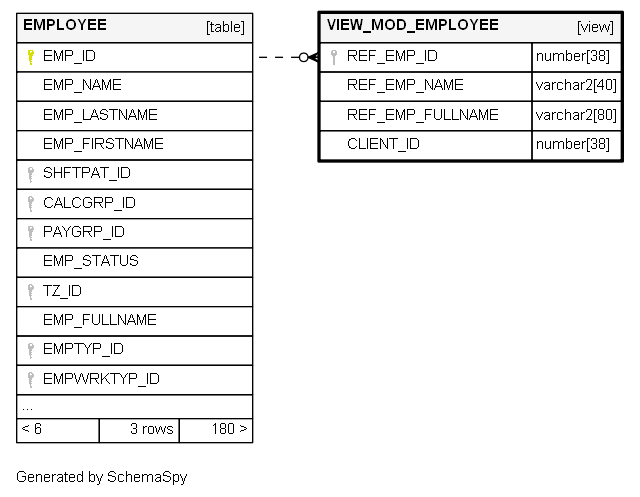 EMPLOYEE [table]
EMP_ID
EMP_NAME
EMP_LASTNAME
EMP_FIRSTNAME
SHFTPAT_ID
CALCGRP_ID
PAYGRP_ID
EMP_STATUS
TZ_ID
EMP_FULLNAME
EMPTYP_ID
EMPWRKTYP_ID
...
< 6 3 rows 180 >
VIEW_MOD_EMPLOYEE [view]
REF_EMP_ID number[38]
REF_EMP_NAME varchar2[40]
REF_EMP_FULLNAME varchar2[80]
CLIENT_ID number[38]
Generated by SchemaSpy